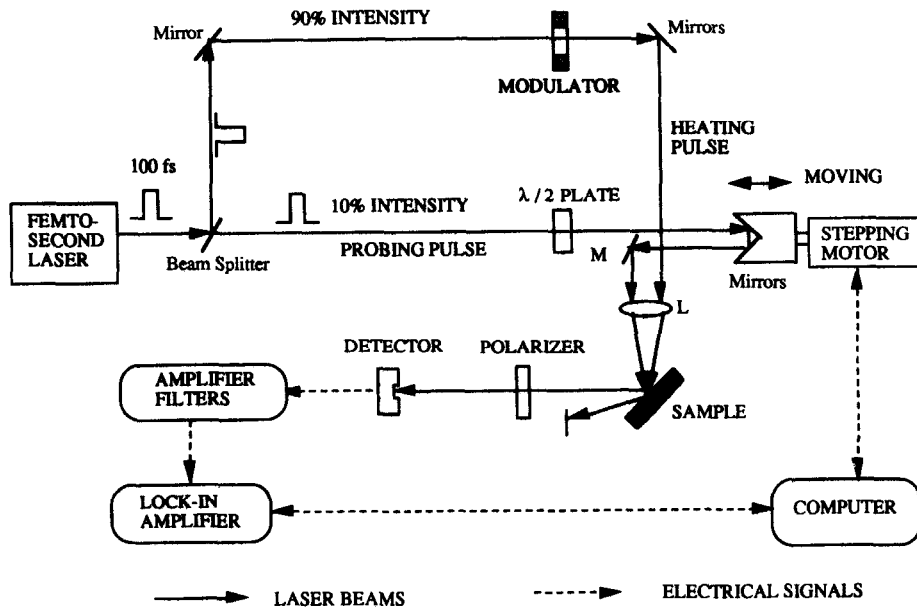 90% INTENSITY
Mirror
Mirrors
MODULATOR
HEATING
PULSE
100 fs
λ / 2 PLATE
MOVING
10% INTENSITY
FEMTO-
SECOND
LASER
STEPPING
MOTOR
PROBING PULSE
Beam Splitter
M
Mirrors
L
DETECTOR
POLARIZER
AMPLIFIER
FILTERS
SAMPLE
LOCK-IN
AMPLIFIER
COMPUTER
LASER BEAMS
ELECTRICAL SIGNALS